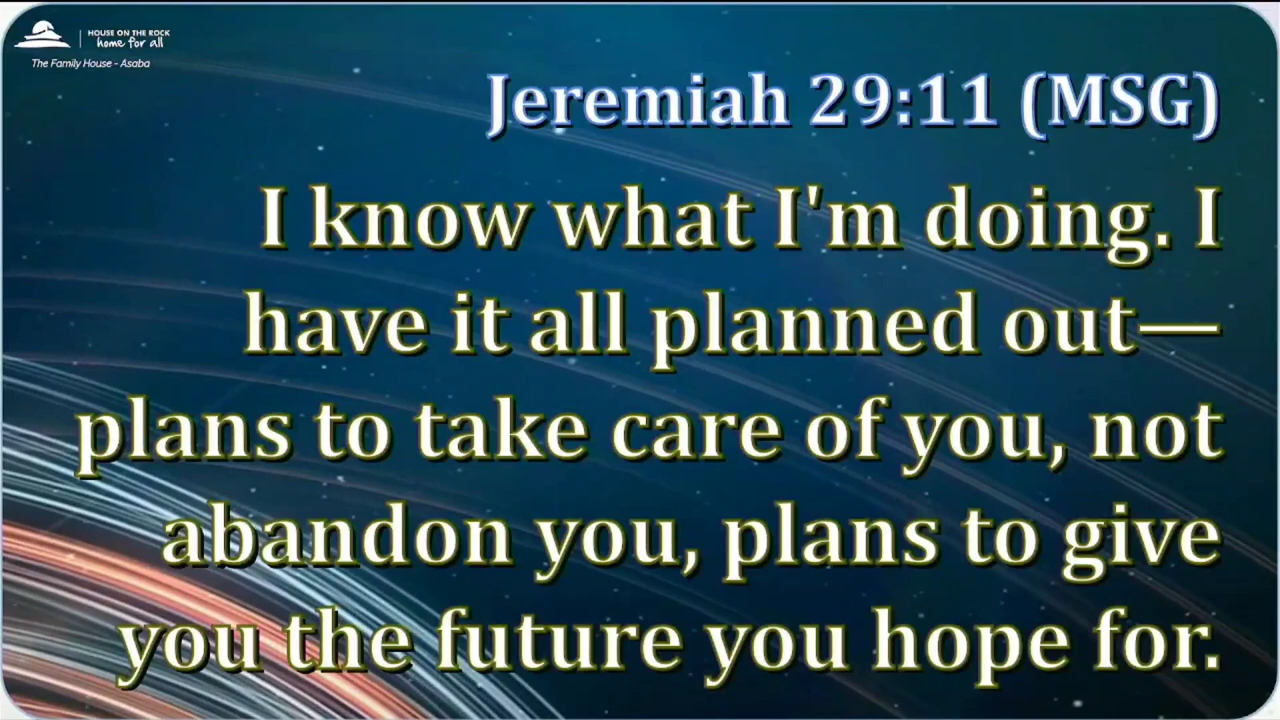 HOUSE ON THE ROCK
home for all
The Family House - Asaba
Jeremiah 29:11 (MSG)
I know what I'm doing. I
have it all planned out—
plans to take care of you, not
abandon you, plans to give
you the future you hope for.